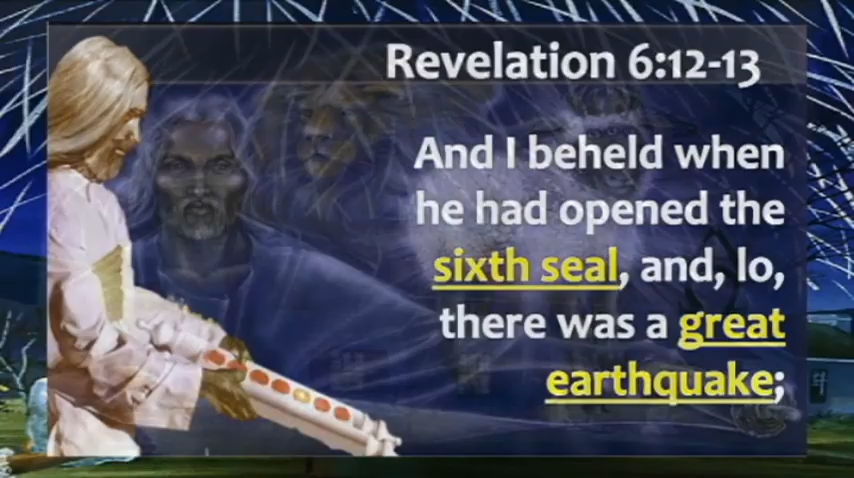 Revelation 6:12-13
And I beheld when
he had opened the
sixth seal, and, lo,
there was a great
earthquake;